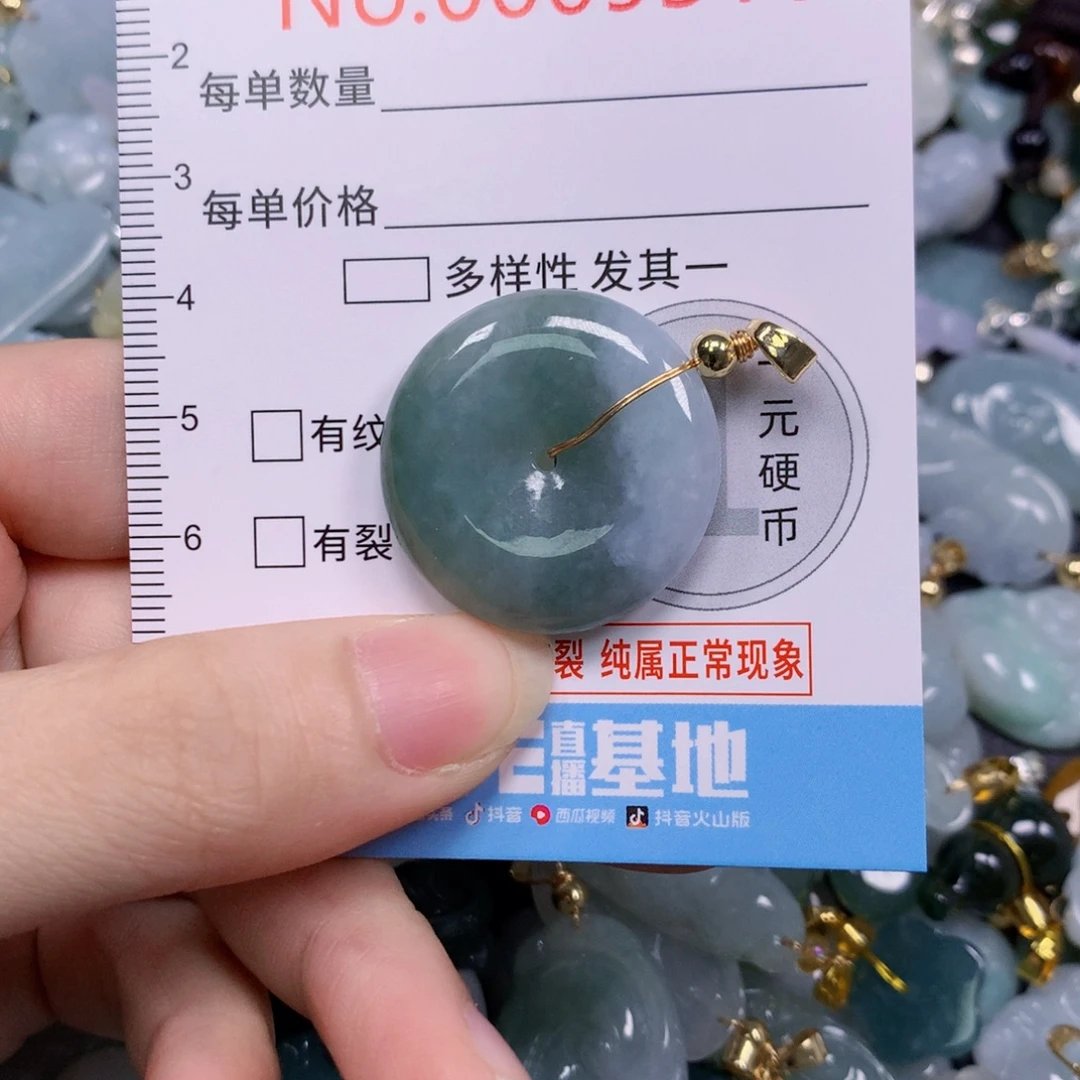 2
每单数量
3
每单价格
多样性 发其一
4
元
硬
币
5
有纹
6
有裂
裂 纯属正常现象
直播基地
抖音 西瓜视频 抖音火山版